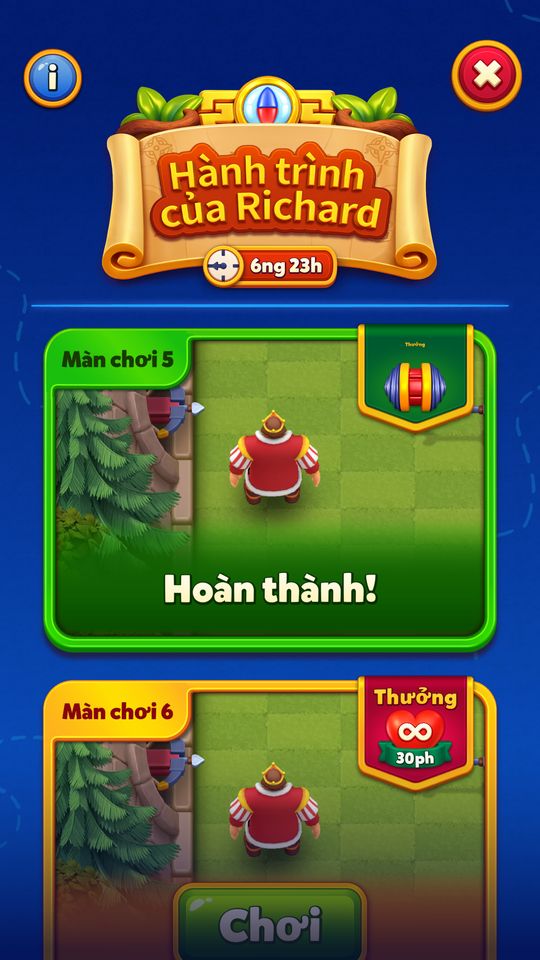 Hành trình
của Richard
6ng 23h
Màn chơi 5
Thưởng
Hoàn thành!
Màn chơi 6
Thưởng
30ph
Chơi